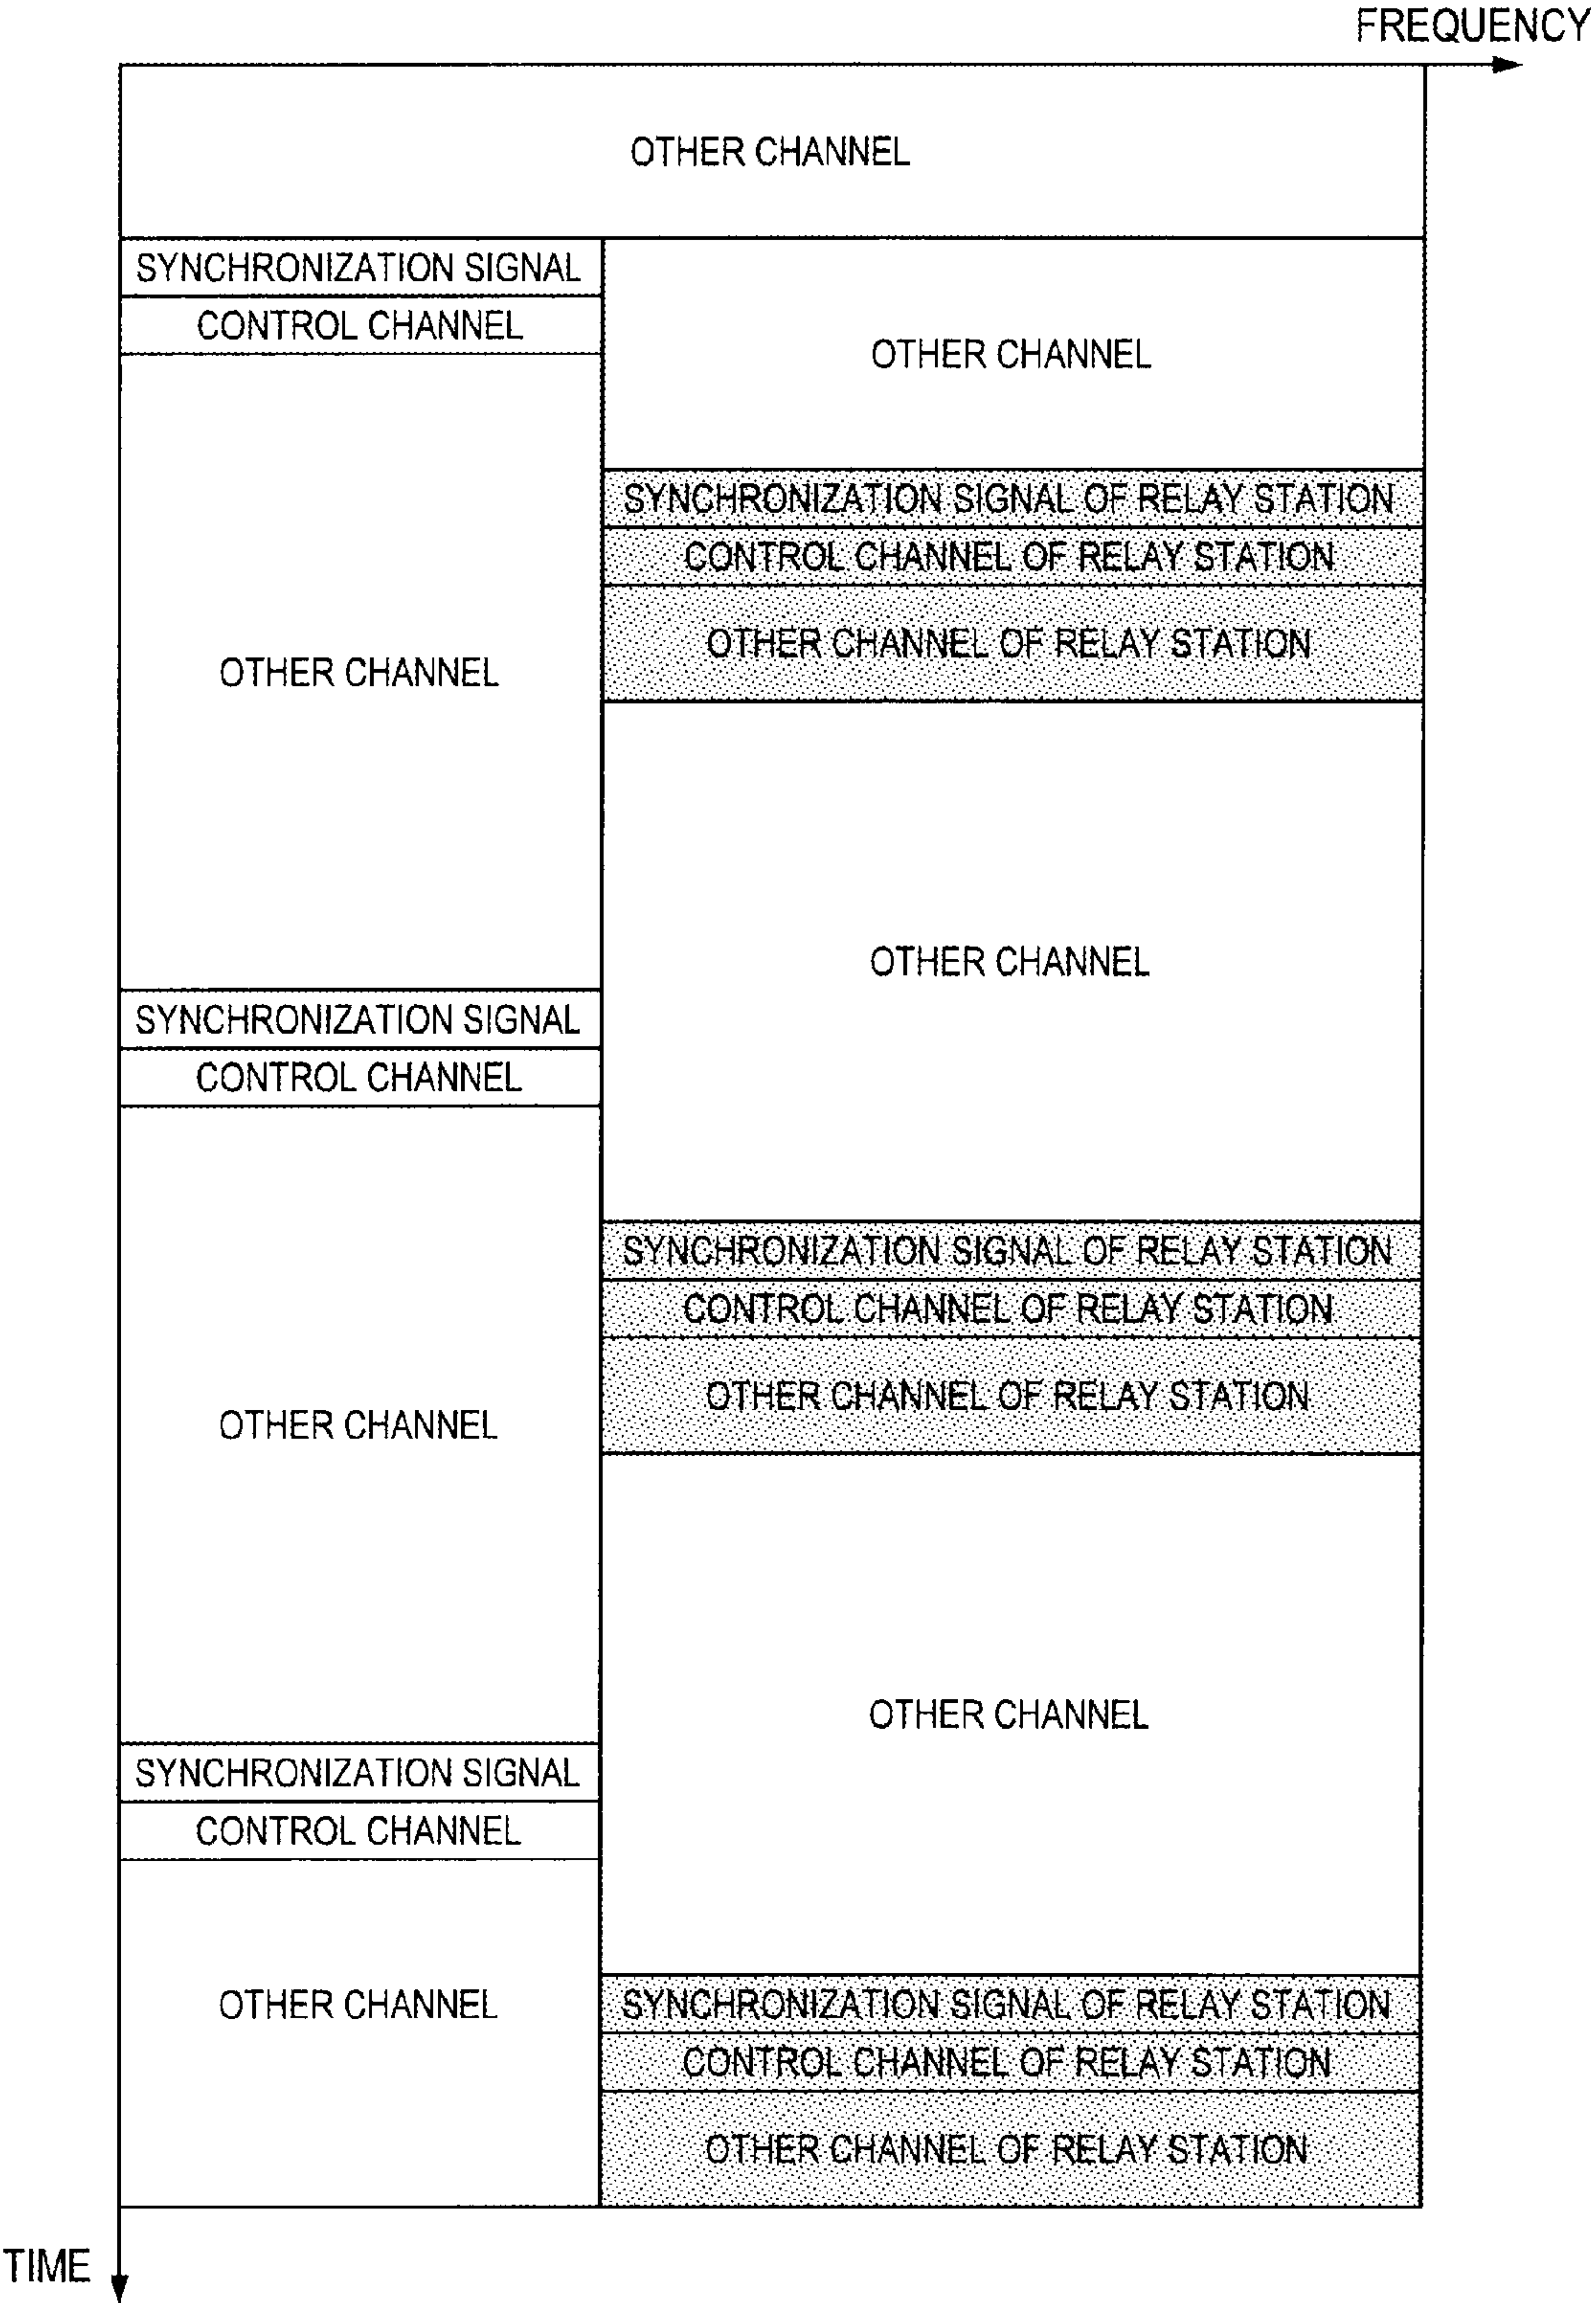 FREQUENCY
OTHER CHANNEL
SYNCHRONIZATION SIGNAL
CONTROL CHANNEL
OTHER CHANNEL
SYNCHRONIZATION SIGNAL OF RELAY STATION
CONTROL CHANNEL OF RELAY STATION
OTHER CHANNEL OF RELAY STATION
OTHER CHANNEL
OTHER CHANNEL
SYNCHRONIZATION SIGNAL
CONTROL CHANNEL
SYNCHRONIZATION SIGNAL OF RELAY STATION
CONTROL CHANNEL OF RELAY STATION
OTHER CHANNEL OF RELAY STATION
OTHER CHANNEL
OTHER CHANNEL
SYNCHRONIZATION SIGNAL
CONTROL CHANNEL
OTHER CHANNEL
SYNCHRONIZATION SIGNAL OF RELAY STATION
CONTROL CHANNEL OF RELAY STATION
OTHER CHANNEL OF RELAY STATION
TIME